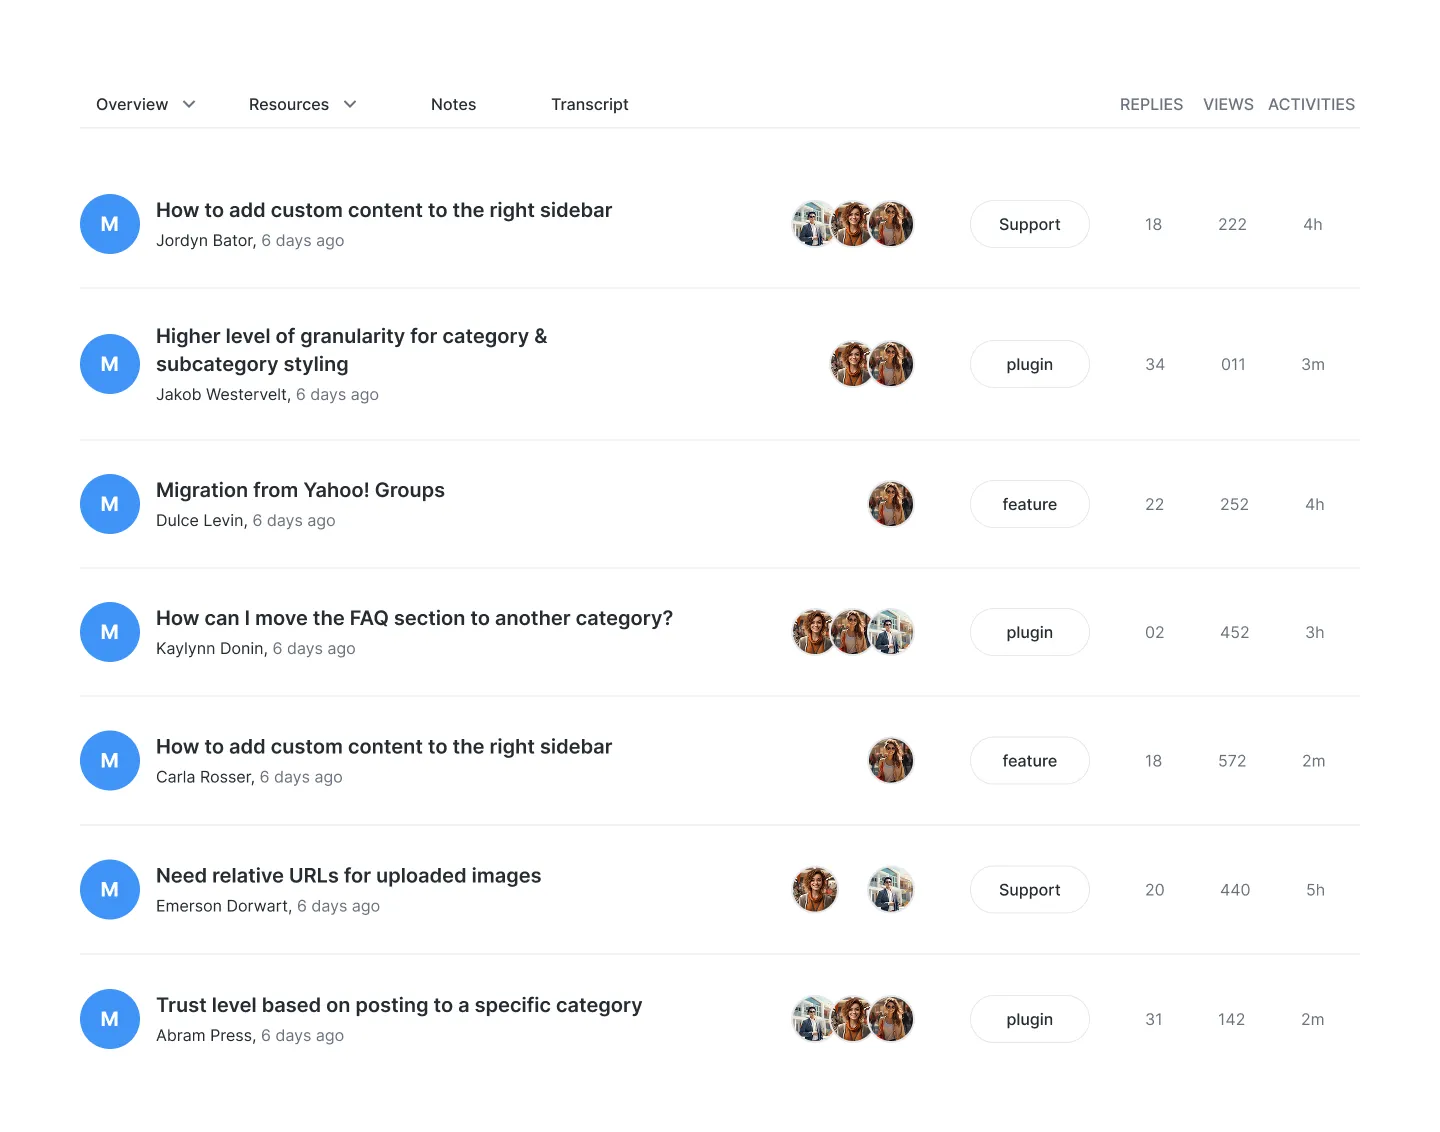 Overview Resources Notes Transcript REPLIES VIEWS ACTIVITIES
M
How to add custom content to the right sidebar
Jordyn Bator, 6 days ago
Support 18 222 4h
M
Higher level of granularity for category &
subcategory styling
Jakob Westervelt, 6 days ago
plugin 34 011 3m
M
Migration from Yahoo! Groups
Dulce Levin, 6 days ago
feature 22 252 4h
M
How can I move the FAQ section to another category?
Kaylynn Donin, 6 days ago
plugin 02 452 3h
M
How to add custom content to the right sidebar
Carla Rosser, 6 days ago
feature 18 572 2m
M
Need relative URLs for uploaded images
Emerson Dorwart, 6 days ago
Support 20 440 5h
M
Trust level based on posting to a specific category
Abram Press, 6 days ago
plugin 31 142 2m